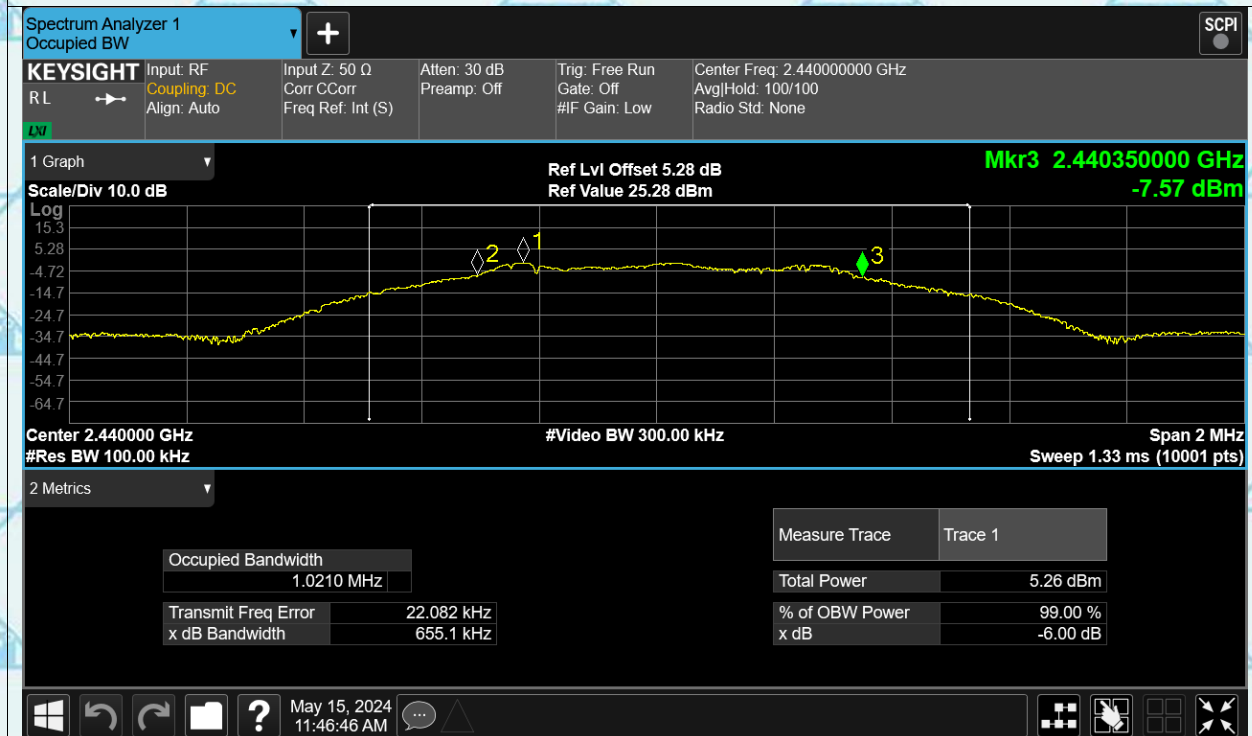 Spectrum Analyzer 1
Occupied BW
+
SCPI
KEYSIGHT
RL
LXI
Input: RF
Coupling: DC
Align: Auto
Input Z: 50 Ω
Corr CCorr
Freq Ref: Int (S)
Atten: 30 dB
Preamp: Off
Trig: Free Run
Gate: Off
#IF Gain: Low
Center Freq: 2.440000000 GHz
Avg|Hold: 100/100
Radio Std: None
1 Graph
Scale/Div 10.0 dB
Ref Lvl Offset 5.28 dB
Ref Value 25.28 dBm
Mkr3 2.440350000 GHz
-7.57 dBm
Log
15.3
5.28
-4.72
-14.7
-24.7
-34.7
-44.7
-54.7
-64.7
2
1
3
Center 2.440000 GHz
#Video BW 300.00 kHz
Span 2 MHz
#Res BW 100.00 kHz
Sweep 1.33 ms (10001 pts)
2 Metrics
Occupied Bandwidth
1.0210 MHz
Transmit Freq Error 22.082 kHz
x dB Bandwidth 655.1 kHz
Measure Trace Trace 1
Total Power 5.26 dBm
% of OBW Power 99.00 %
x dB -6.00 dB
?
May 15, 2024
11:46:46 AM